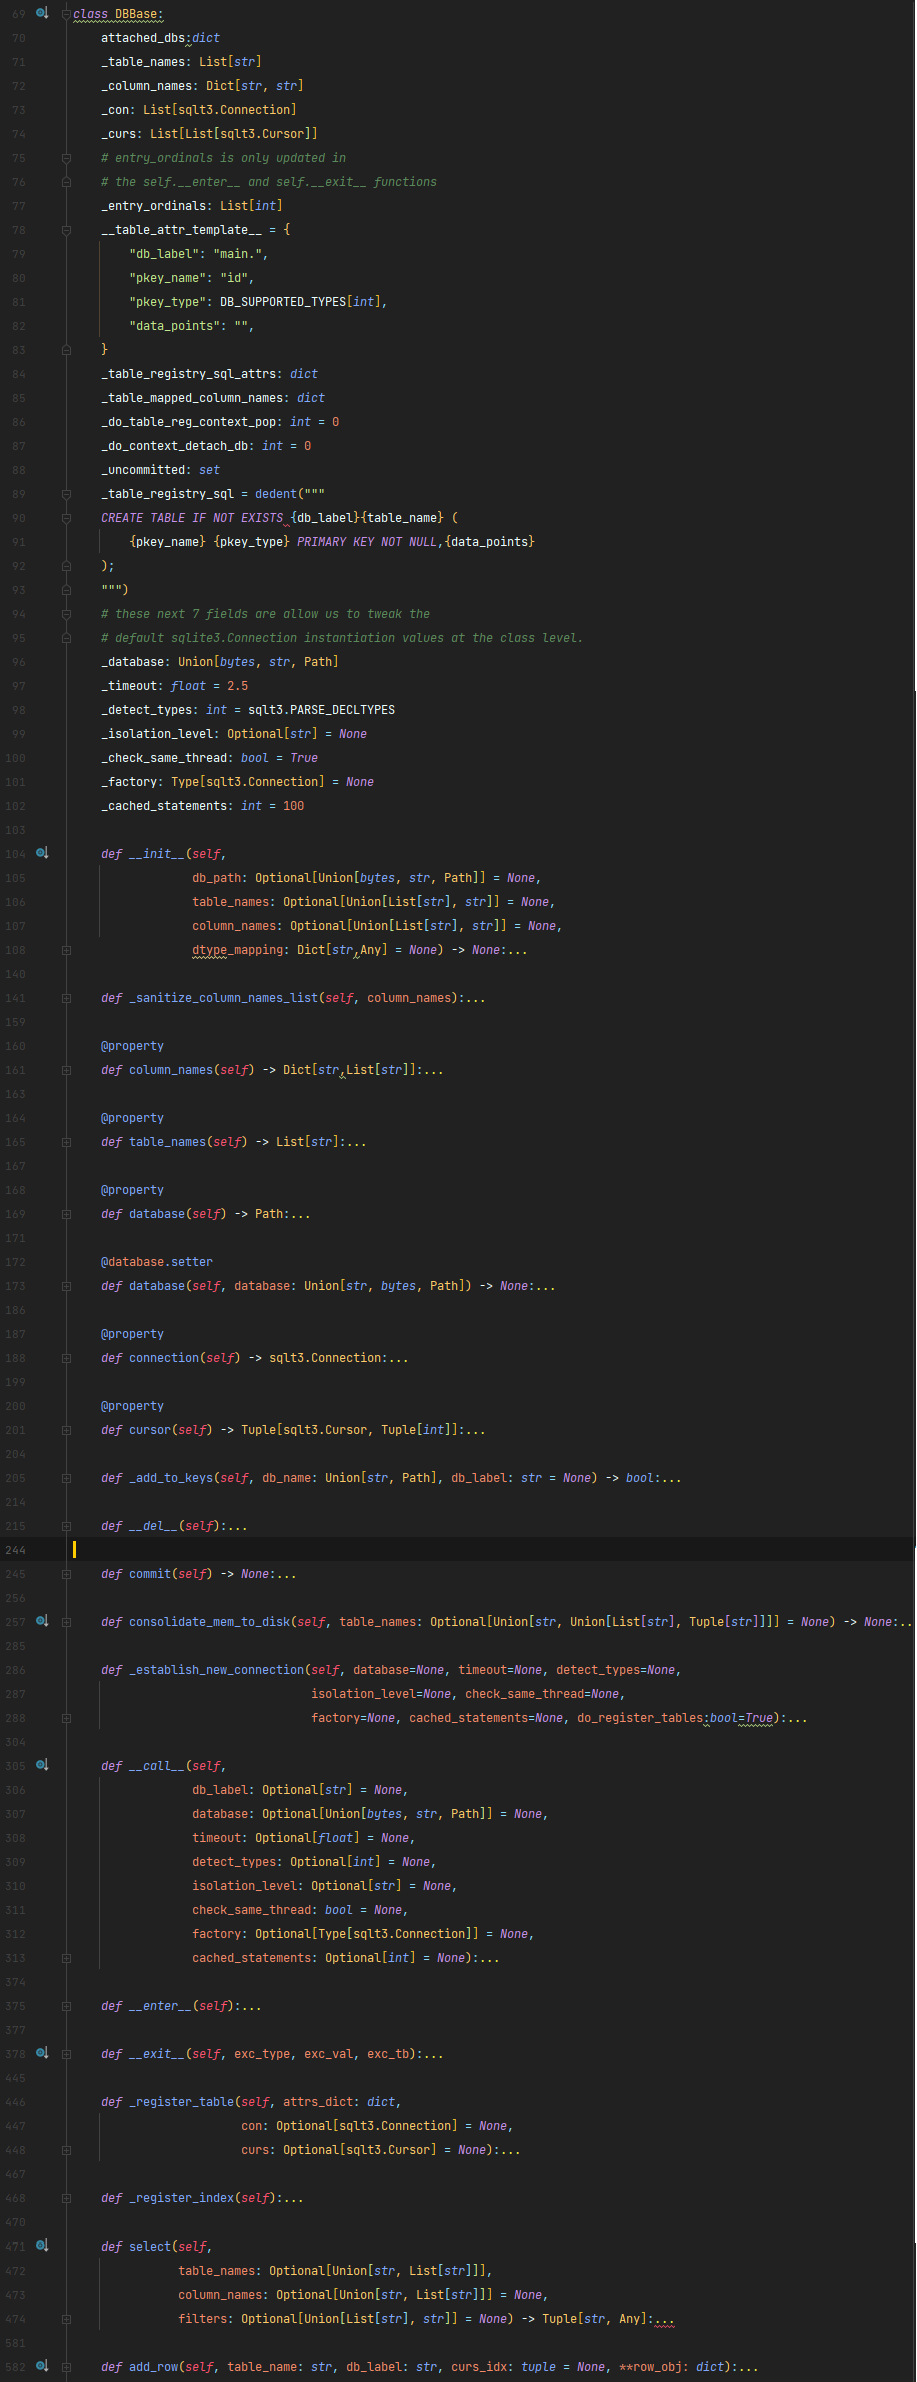 69 class DBBase:
70     attached_dbs:dict
71     _table_names: List[str]
72     _column_names: Dict[str, str]
73     _con: List[sqlt3.Connection]
74     _curs: List[List[sqlt3.Cursor]]
75     # entry_ordinals is only updated in
76     # the self.__enter__ and self.__exit__ functions
77     _entry_ordinals: List[int]
78     __table_attr_template__ = {
79         "db_label": "main.",
80         "pkey_name": "id",
81         "pkey_type": DB_SUPPORTED_TYPES[int],
82         "data_points": "",
83     }
84     _table_registry_sql_attrs: dict
85     _table_mapped_column_names: dict
86     _do_table_reg_context_pop: int = 0
87     _do_context_detach_db: int = 0
88     _uncommitted: set
89     _table_registry_sql = dedent("""
90     CREATE TABLE IF NOT EXISTS {db_label}{table_name} (
91         {pkey_name} {pkey_type} PRIMARY KEY NOT NULL,{data_points}
92     );
93     """)
94     # these next 7 fields are allow us to tweak the
95     # default sqlite3.Connection instantiation values at the class level.
96     _database: Union[bytes, str, Path]
97     _timeout: float = 2.5
98     _detect_types: int = sqlt3.PARSE_DECLTYPES
99     _isolation_level: Optional[str] = None
100     _check_same_thread: bool = True
101     _factory: Type[sqlt3.Connection] = None
102     _cached_statements: int = 100
103
104     def __init__(self,
105                  db_path: Optional[Union[bytes, str, Path]] = None,
106                  table_names: Optional[Union[List[str], str]] = None,
107                  column_names: Optional[Union[List[str], str]] = None,
108                  dtype_mapping: Dict[str,Any] = None) -> None:...
140
141     def _sanitize_column_names_list(self, column_names):...
159
160     @property
161     def column_names(self) -> Dict[str,List[str]]:...
163
164     @property
165     def table_names(self) -> List[str]:...
167
168     @property
169     def database(self) -> Path:...
171
172     @database.setter
173     def database(self, database: Union[str, bytes, Path]) -> None:...
186
187     @property
188     def connection(self) -> sqlt3.Connection:...
199
200     @property
201     def cursor(self) -> Tuple[sqlt3.Cursor, Tuple[int]]:...
204
205     def _add_to_keys(self, db_name: Union[str, Path], db_label: str = None) -> bool:...
214
215     def __del__(self):...
244
245     def commit(self) -> None:...
256
257     def consolidate_mem_to_disk(self, table_names: Optional[Union[str, Union[List[str], Tuple[str]]]] = None) -> None:..
285
286     def _establish_new_connection(self, database=None, timeout=None, detect_types=None,
287                                   isolation_level=None, check_same_thread=None,
288                                   factory=None, cached_statements=None, do_register_tables:bool=True):...
304
305     def __call__(self,
306                  db_label: Optional[str] = None,
307                  database: Optional[Union[bytes, str, Path]] = None,
308                  timeout: Optional[float] = None,
309                  detect_types: Optional[int] = None,
310                  isolation_level: Optional[str] = None,
311                  check_same_thread: bool = None,
312                  factory: Optional[Type[sqlt3.Connection]] = None,
313                  cached_statements: Optional[int] = None):...
374
375     def __enter__(self):...
377
378     def __exit__(self, exc_type, exc_val, exc_tb):...
445
446     def _register_table(self, attrs_dict: dict,
447                         con: Optional[sqlt3.Connection] = None,
448                         curs: Optional[sqlt3.Cursor] = None):...
467
468     def _register_index(self):...
470
471     def select(self,
472                table_names: Optional[Union[str, List[str]]],
473                column_names: Optional[Union[str, List[str]]] = None,
474                filters: Optional[Union[List[str], str]] = None) -> Tuple[str, Any]:...
581
582     def add_row(self, table_name: str, db_label: str, curs_idx: tuple = None, **row_obj: dict):...